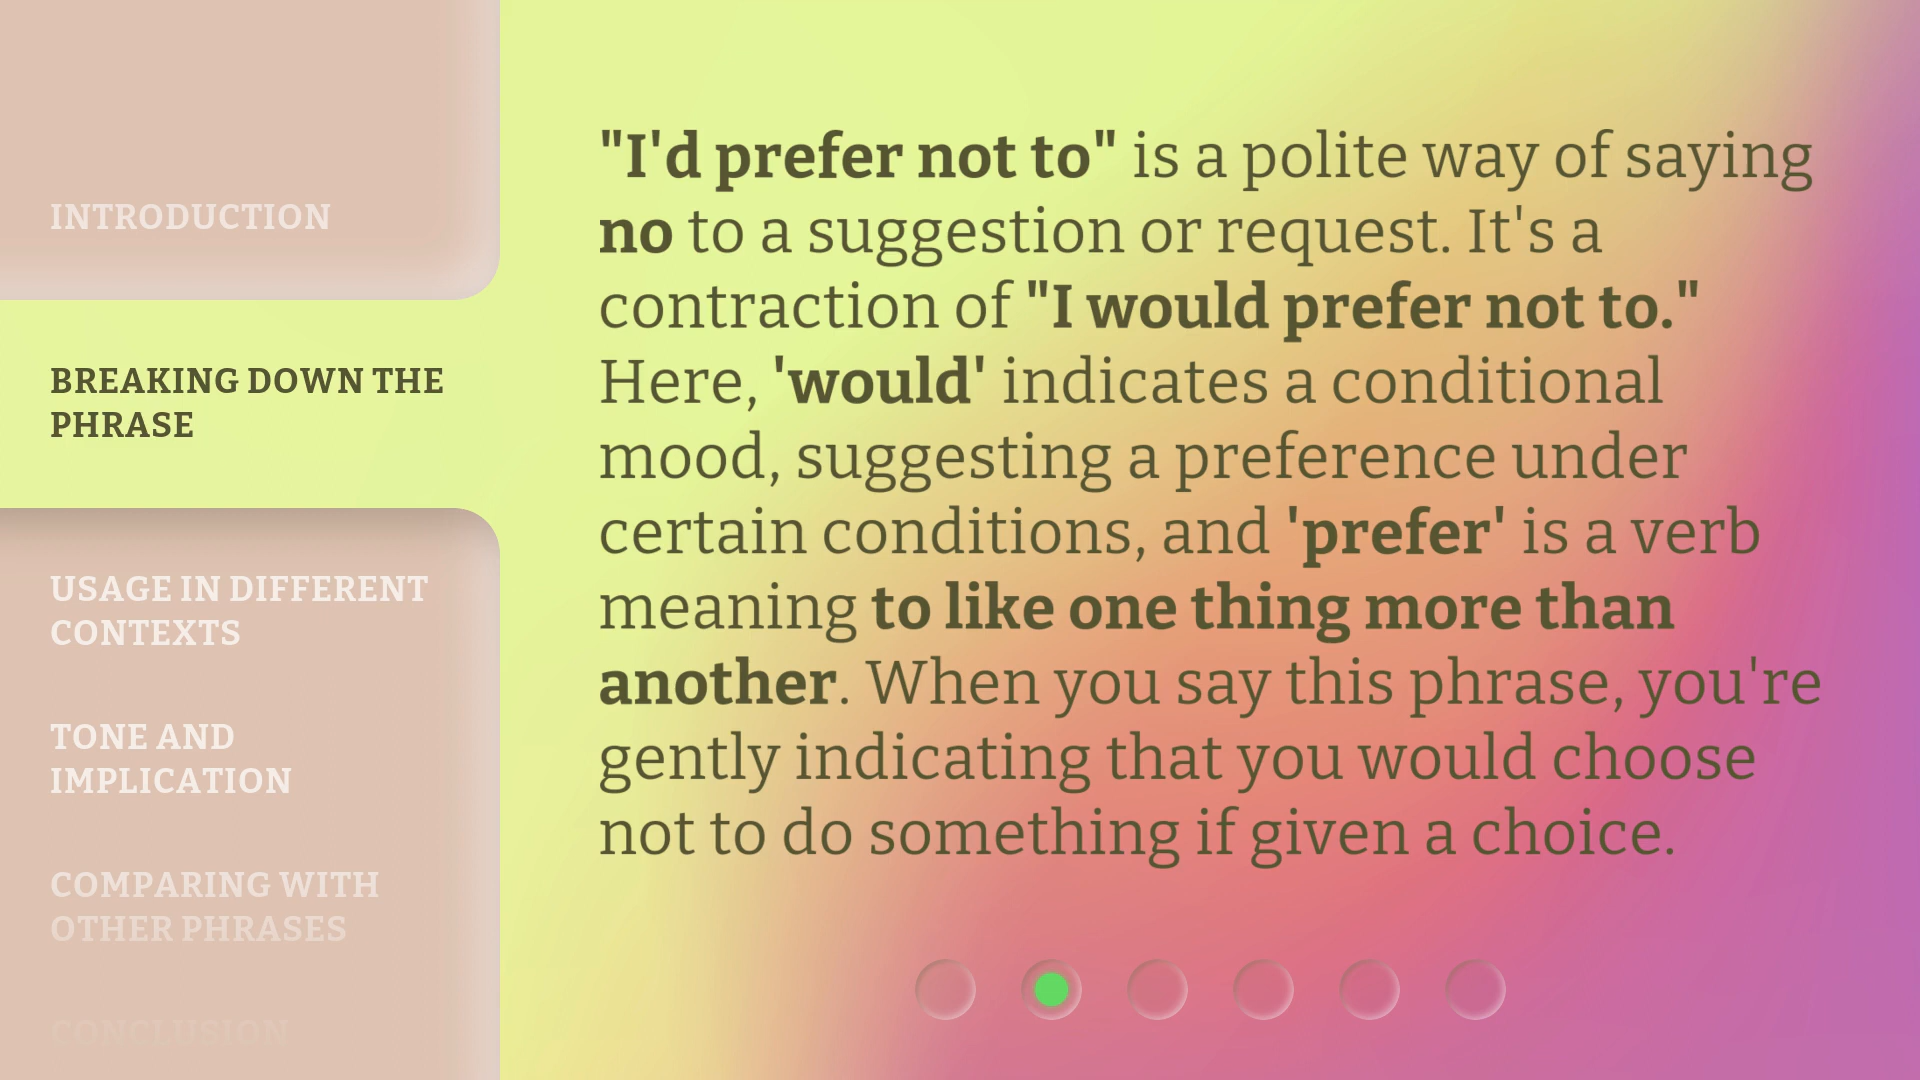 INTRODUCTION
BREAKING DOWN THE
PHRASE
USAGE IN DIFFERENT
CONTEXTS
TONE AND
IMPLICATION
COMPARING WITH
OTHER PHRASES
CONCLUSION
"I'd prefer not to" is a polite way of saying
no to a suggestion or request. It's a
contraction of "I would prefer not to."
Here, 'would' indicates a conditional
mood, suggesting a preference under
certain conditions, and 'prefer' is a verb
meaning to like one thing more than
another. When you say this phrase, you're
gently indicating that you would choose
not to do something if given a choice.